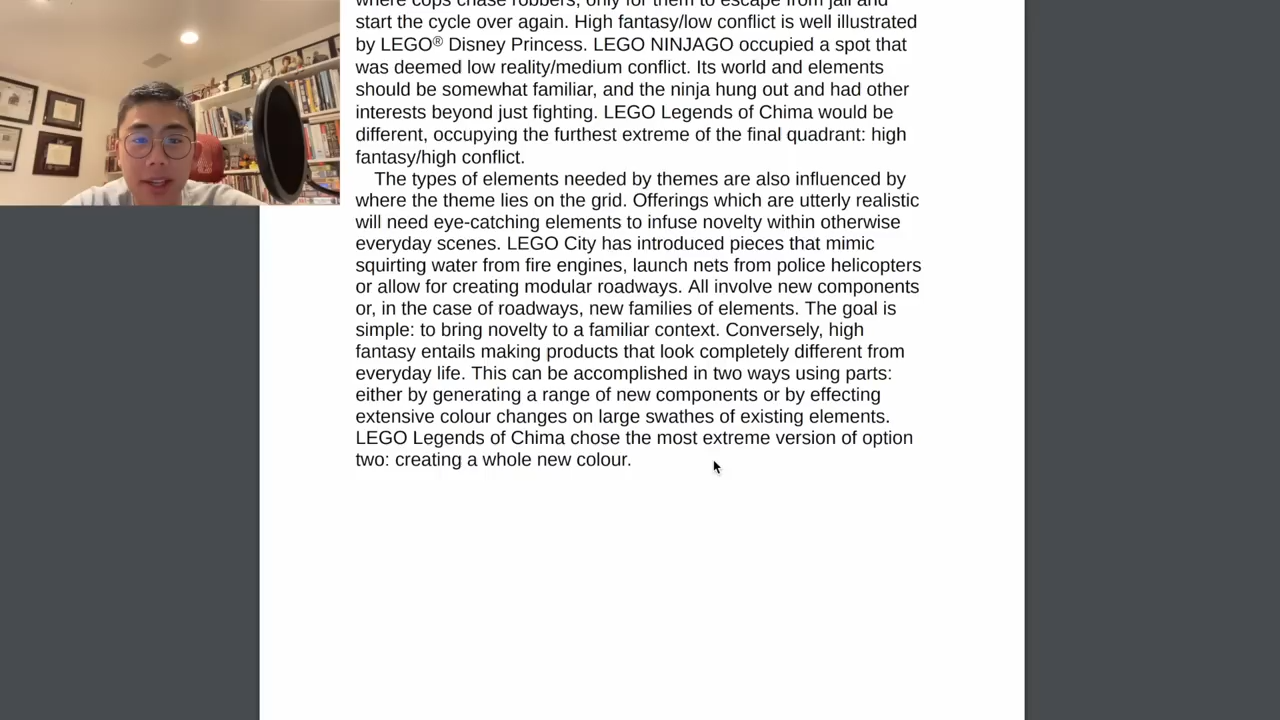 where cops chase robbers, only for them to escape from jail and
start the cycle over again. High fantasy/low conflict is well illustrated
by LEGO® Disney Princess. LEGO NINJAGO occupied a spot that
was deemed low reality/medium conflict. Its world and elements
should be somewhat familiar, and the ninja hung out and had other
interests beyond just fighting. LEGO Legends of Chima would be
different, occupying the furthest extreme of the final quadrant: high
fantasy/high conflict.
The types of elements needed by themes are also influenced by
where the theme lies on the grid. Offerings which are utterly realistic
will need eye-catching elements to infuse novelty within otherwise
everyday scenes. LEGO City has introduced pieces that mimic
squirting water from fire engines, launch nets from police helicopters
or allow for creating modular roadways. All involve new components
or, in the case of roadways, new families of elements. The goal is
simple: to bring novelty to a familiar context. Conversely, high
fantasy entails making products that look completely different from
everyday life. This can be accomplished in two ways using parts:
either by generating a range of new components or by effecting
extensive colour changes on large swathes of existing elements.
LEGO Legends of Chima chose the most extreme version of option
two: creating a whole new colour.